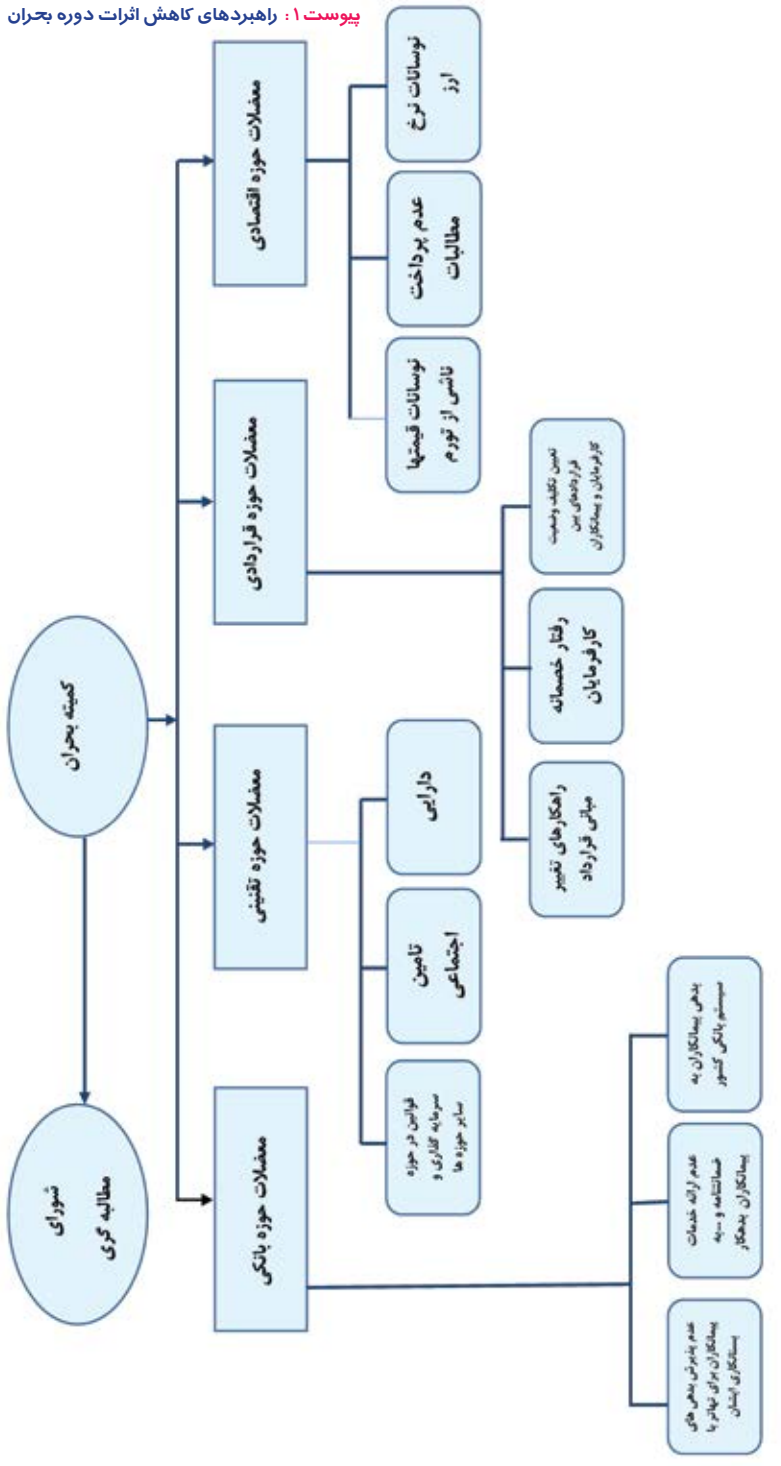 پیوست ۱: راهبردهای کاهش اثرات دوره بحران
کمیته بحران
شورای
مطالبه گری
معضلات حوزه اقتصادی
نوسانات نرخ
ارز
عدم پرداخت
مطالبات
نوسانات قیمتها
ناشی از تورم
معضلات حوزه قراردادی
تعیین تکلیف وضعیت
قراردادهای بین
کارفرمایان و پیمانکاران
رفتار خصمانه
کارفرمایان
راهکارهای تغییر
مبانی قرارداد
معضلات حوزه تقنینی
دارایی
تامین
اجتماعی
قوانین در حوزه
سرمایه گذاری و
سایر حوزه ها
معضلات حوزه بانکی
بدهی پیمانکاران به
سیستم بانکی کشور
عدم ارائه خدمات
ضمانتنامه و ...به
پیمانکاران بدهکار
عدم پذیرش بدهی های
پیمانکاران برای تهاتر با
بستانکاری ایشان